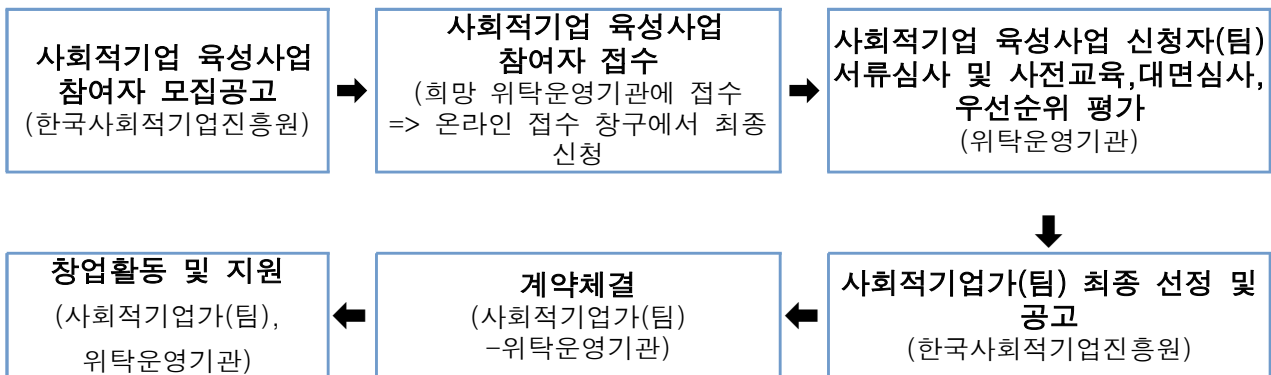 사회적기업 육성사업
참여자 모집공고
(한국사회적기업진흥원)
사회적기업 육성사업
참여자 접수
(희망 위탁운영기관에 접수
=> 온라인 접수 창구에서 최종
신청)
사회적기업 육성사업 신청자(팀)
서류심사 및 사전교육,대면심사,
우선순위 평가
(위탁운영기관)
사회적기업가(팀) 최종 선정 및
공고
(한국사회적기업진흥원)
계약체결
(사회적기업가(팀)
-위탁운영기관)
창업활동 및 지원
(사회적기업가(팀),
위탁운영기관)